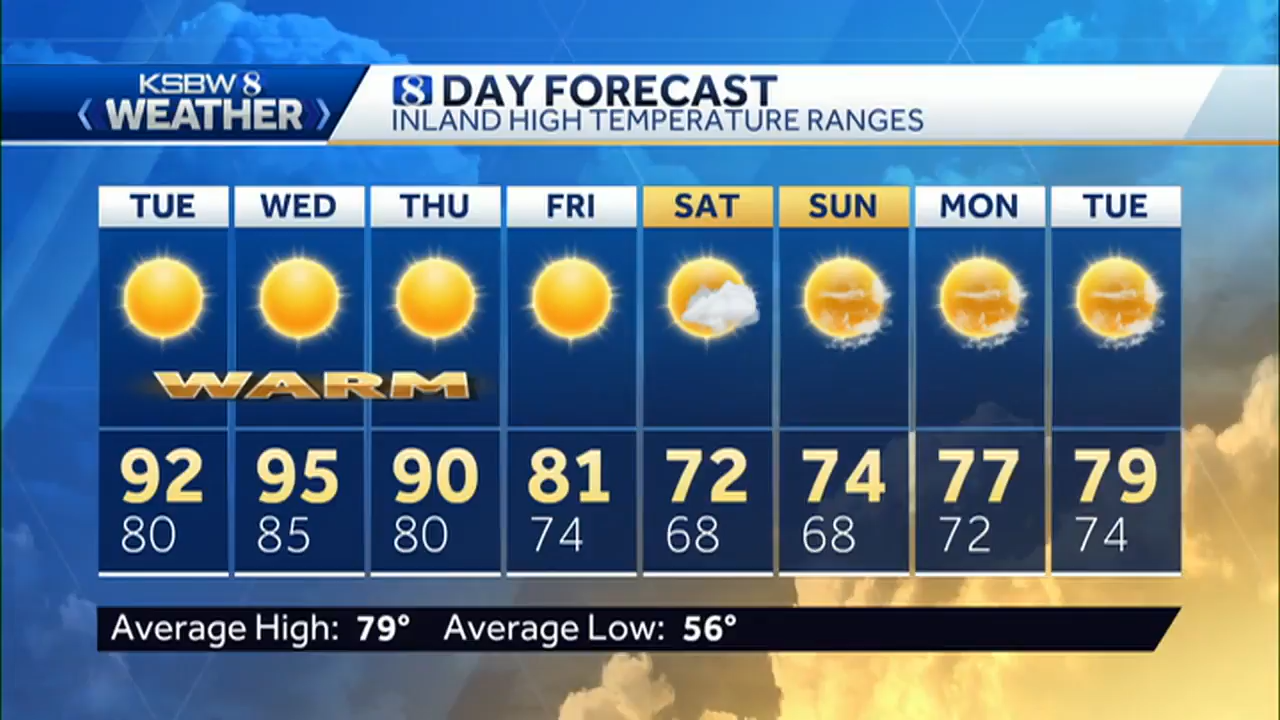 KSBW 8
WEATHER
8 DAY FORECAST
INLAND HIGH TEMPERATURE RANGES
TUE WED THU FRI SAT SUN MON TUE
WARM
92 95 90 81 72 74 77 79
80 85 80 74 68 68 72 74
Average High: 79° Average Low: 56°